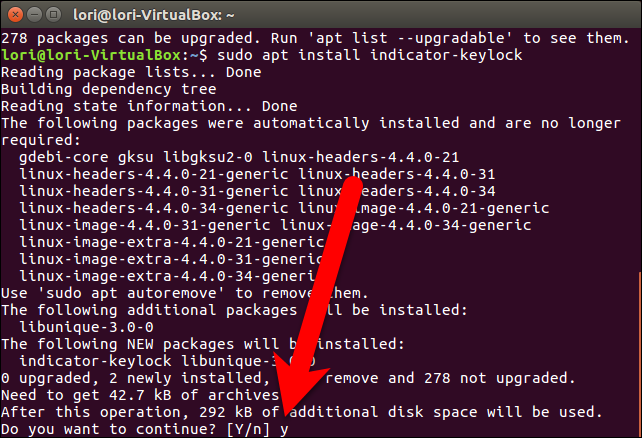 lori@lori-VirtualBox: ~
278 packages can be upgraded. Run 'apt list --upgradable' to see them.
lori@lori-VirtualBox:~$ sudo apt install indicator-keylock
Reading package lists... Done
Building dependency tree
Reading state information... Done
The following packages were automatically installed and are no longer
required:
  gdebi-core gksu libgksu2-0 linux-headers-4.4.0-21
  linux-headers-4.4.0-21-generic linux-headers-4.4.0-31
  linux-headers-4.4.0-31-generic linux-headers-4.4.0-34
  linux-headers-4.4.0-34-generic linux-image-4.4.0-21-generic
  linux-image-4.4.0-31-generic linux-image-4.4.0-34-generic
  linux-image-extra-4.4.0-21-generic
  linux-image-extra-4.4.0-31-generic
  linux-image-extra-4.4.0-34-generic
Use 'sudo apt autoremove' to remove them.
The following additional packages will be installed:
  libunique-3.0-0
The following NEW packages will be installed:
  indicator-keylock libunique-3.0-0
0 upgraded, 2 newly installed, remove and 278 not upgraded.
Need to get 42.7 kB of archives
After this operation, 292 kB of additional disk space will be used.
Do you want to continue? [Y/n] y